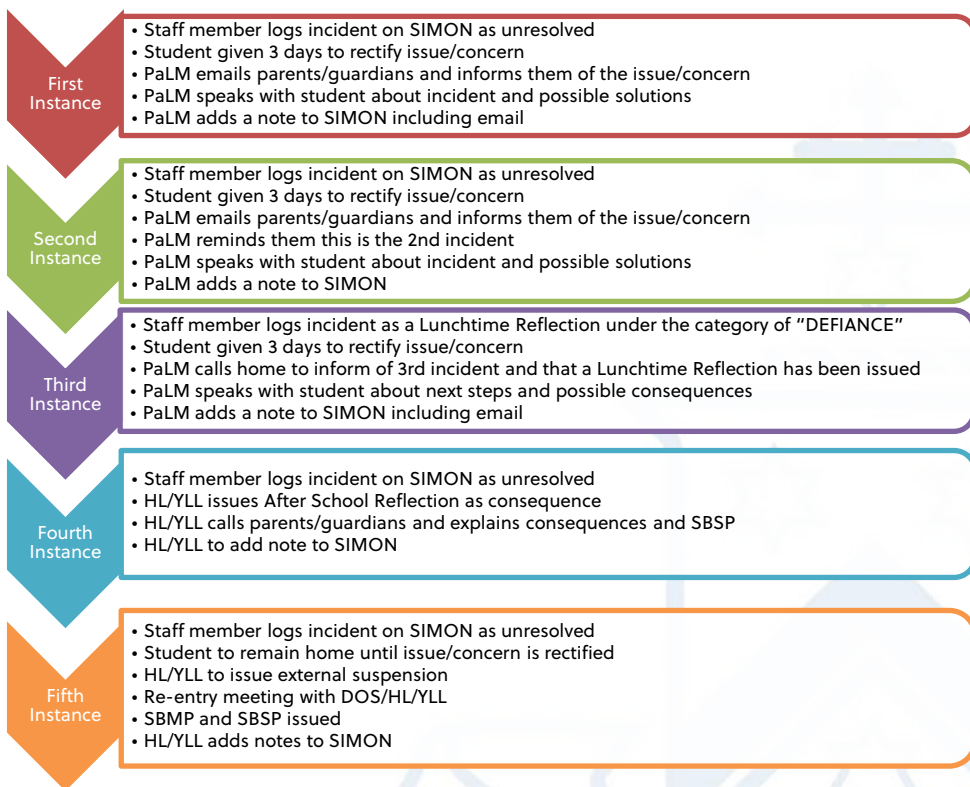 First
Instance
• Staff member logs incident on SIMON as unresolved
• Student given 3 days to rectify issue/concern
• PaLM emails parents/guardians and informs them of the issue/concern
• PaLM speaks with student about incident and possible solutions
• PaLM adds a note to SIMON including email
Second
Instance
• Staff member logs incident on SIMON as unresolved
• Student given 3 days to rectify issue/concern
• PaLM emails parents/guardians and informs them of the issue/concern
• PaLM reminds them this is the 2nd incident
• PaLM speaks with student about incident and possible solutions
• PaLM adds a note to SIMON
Third
Instance
• Staff member logs incident as a Lunchtime Reflection under the category of “DEFIANCE”
• Student given 3 days to rectify issue/concern
• PaLM calls home to inform of 3rd incident and that a Lunchtime Reflection has been issued
• PaLM speaks with student about next steps and possible consequences
• PaLM adds a note to SIMON including email
Fourth
Instance
• Staff member logs incident on SIMON as unresolved
• HL/YLL issues After School Reflection as consequence
• HL/YLL calls parents/guardians and explains consequences and SBSP
• HL/YLL to add note to SIMON
Fifth
Instance
• Staff member logs incident on SIMON as unresolved
• Student to remain home until issue/concern is rectified
• HL/YLL to issue external suspension
• Re-entry meeting with DOS/HL/YLL
• SBMP and SBSP issued
• HL/YLL adds notes to SIMON